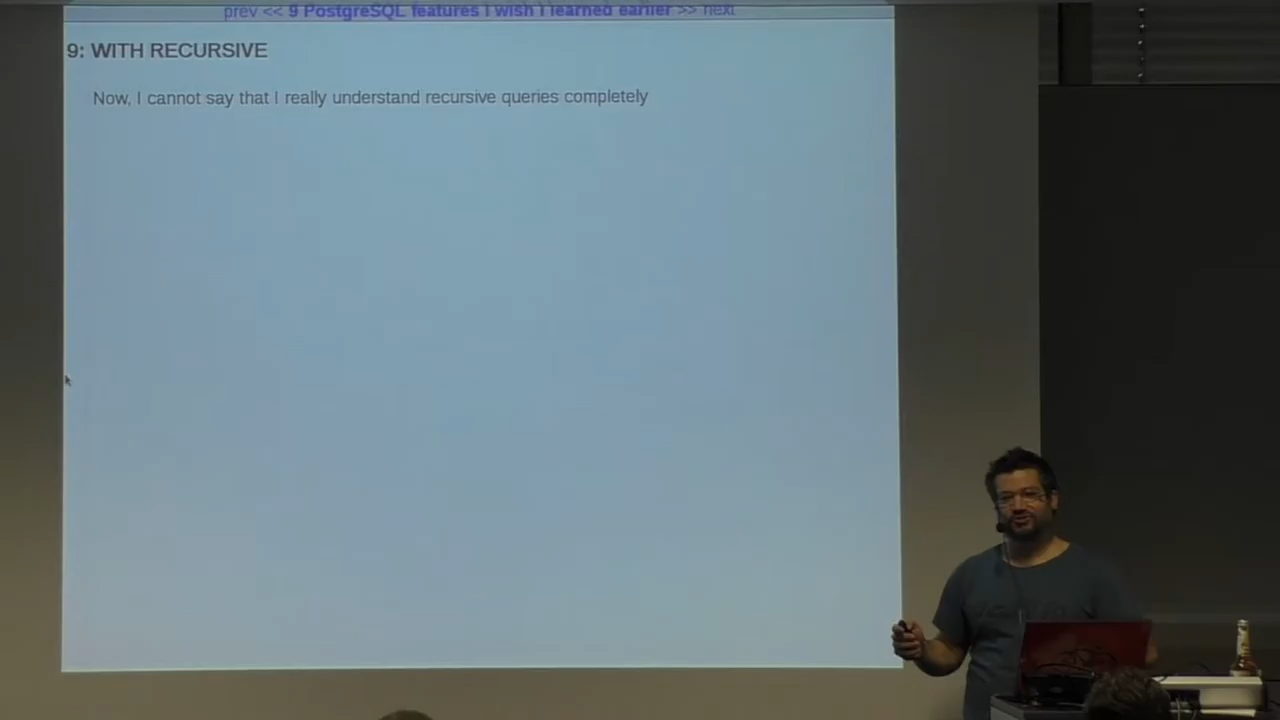 prev << 9 PostgreSQL features I wish I learned earlier >> next
9: WITH RECURSIVE
Now, I cannot say that I really understand recursive queries completely